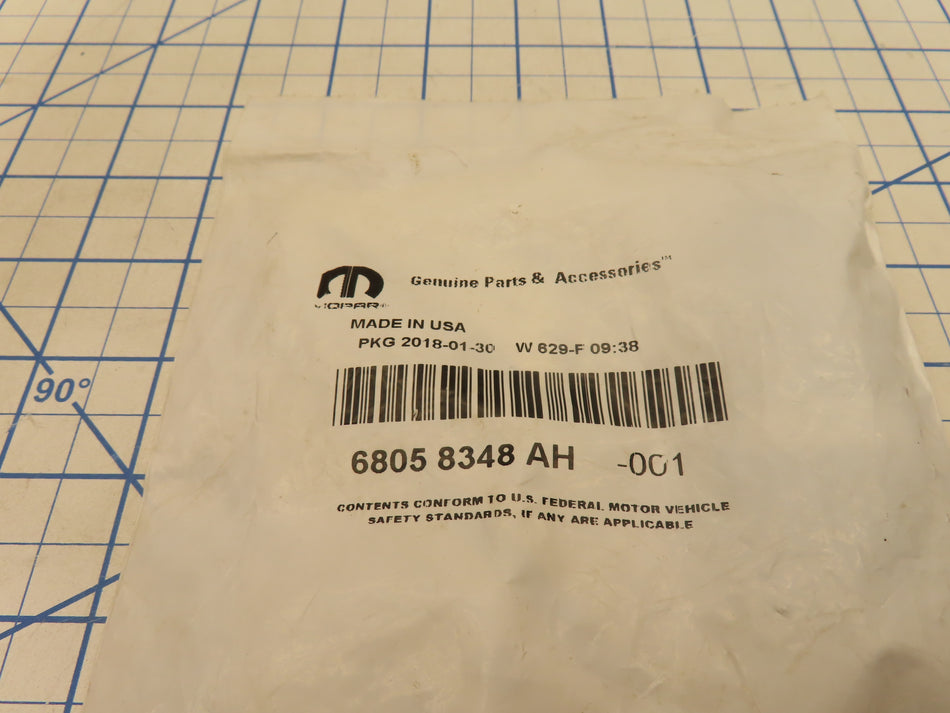 Genuine Parts & Accessories™
MOPAR®
MADE IN USA
PKG 2018-01-30 W 629-F 09:38
6805 8348 AH -001
CONTENTS CONFORM TO U.S. FEDERAL MOTOR VEHICLE
SAFETY STANDARDS, IF ANY ARE APPLICABLE
90°